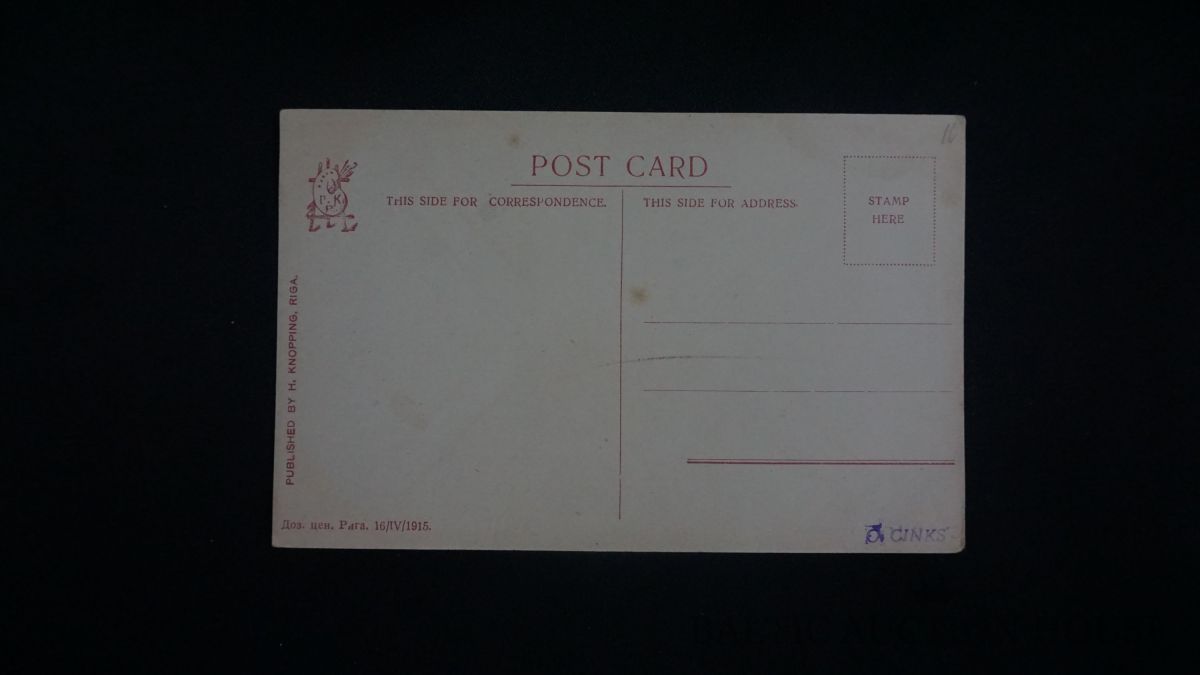 POST CARD
THIS SIDE FOR CORRESPONDENCE.
THIS SIDE FOR ADDRESS.
STAMP
HERE
PUBLISHED BY H. KNOPPING, RIGA.
Доз. цен. Рига. 16/IV/1915.
CINKS